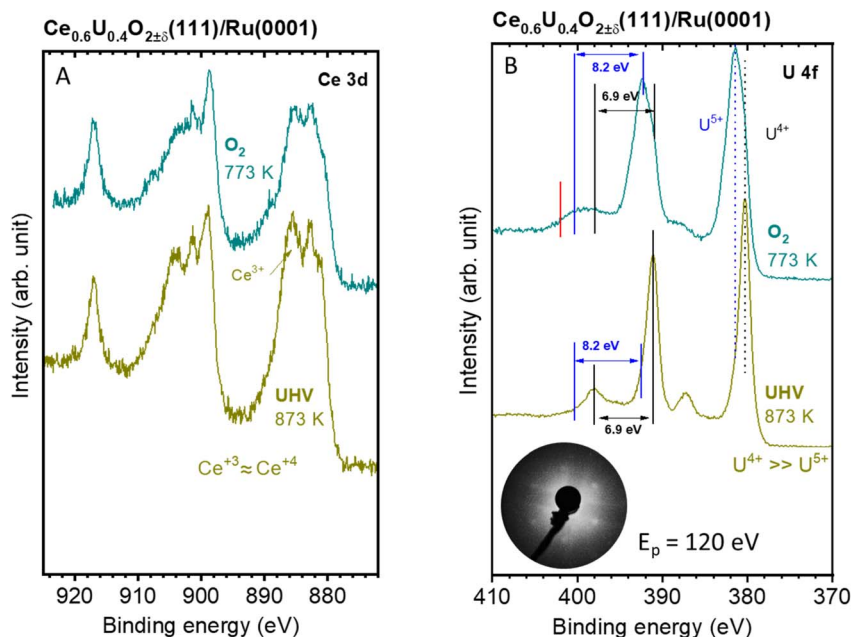 Ce0.6U0.4O2±δ(111)/Ru(0001)
A
Ce 3d
O2
773 K
Ce3+
UHV
873 K
Ce+3≈Ce+4
Intensity (arb. unit)
920 910 900 890 880
Binding energy (eV)
Ce0.6U0.4O2±δ(111)/Ru(0001)
B
U 4f
8.2 eV
6.9 eV
U5+
U4+
O2
773 K
8.2 eV
6.9 eV
UHV
873 K
U4+ >> U5+
Ep = 120 eV
Intensity (arb. unit)
410 400 390 380 370
Binding energy (eV)